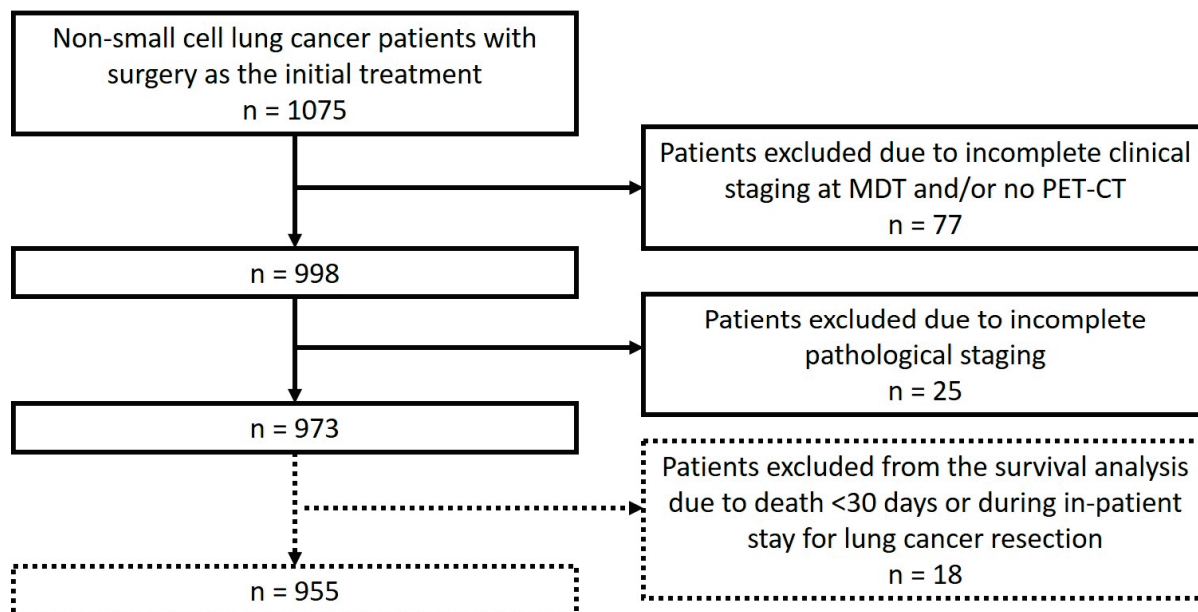 Non-small cell lung cancer patients with
surgery as the initial treatment
n = 1075
Patients excluded due to incomplete clinical
staging at MDT and/or no PET-CT
n = 77
n = 998
Patients excluded due to incomplete
pathological staging
n = 25
n = 973
Patients excluded from the survival analysis
due to death <30 days or during in-patient
stay for lung cancer resection
n = 18
n = 955